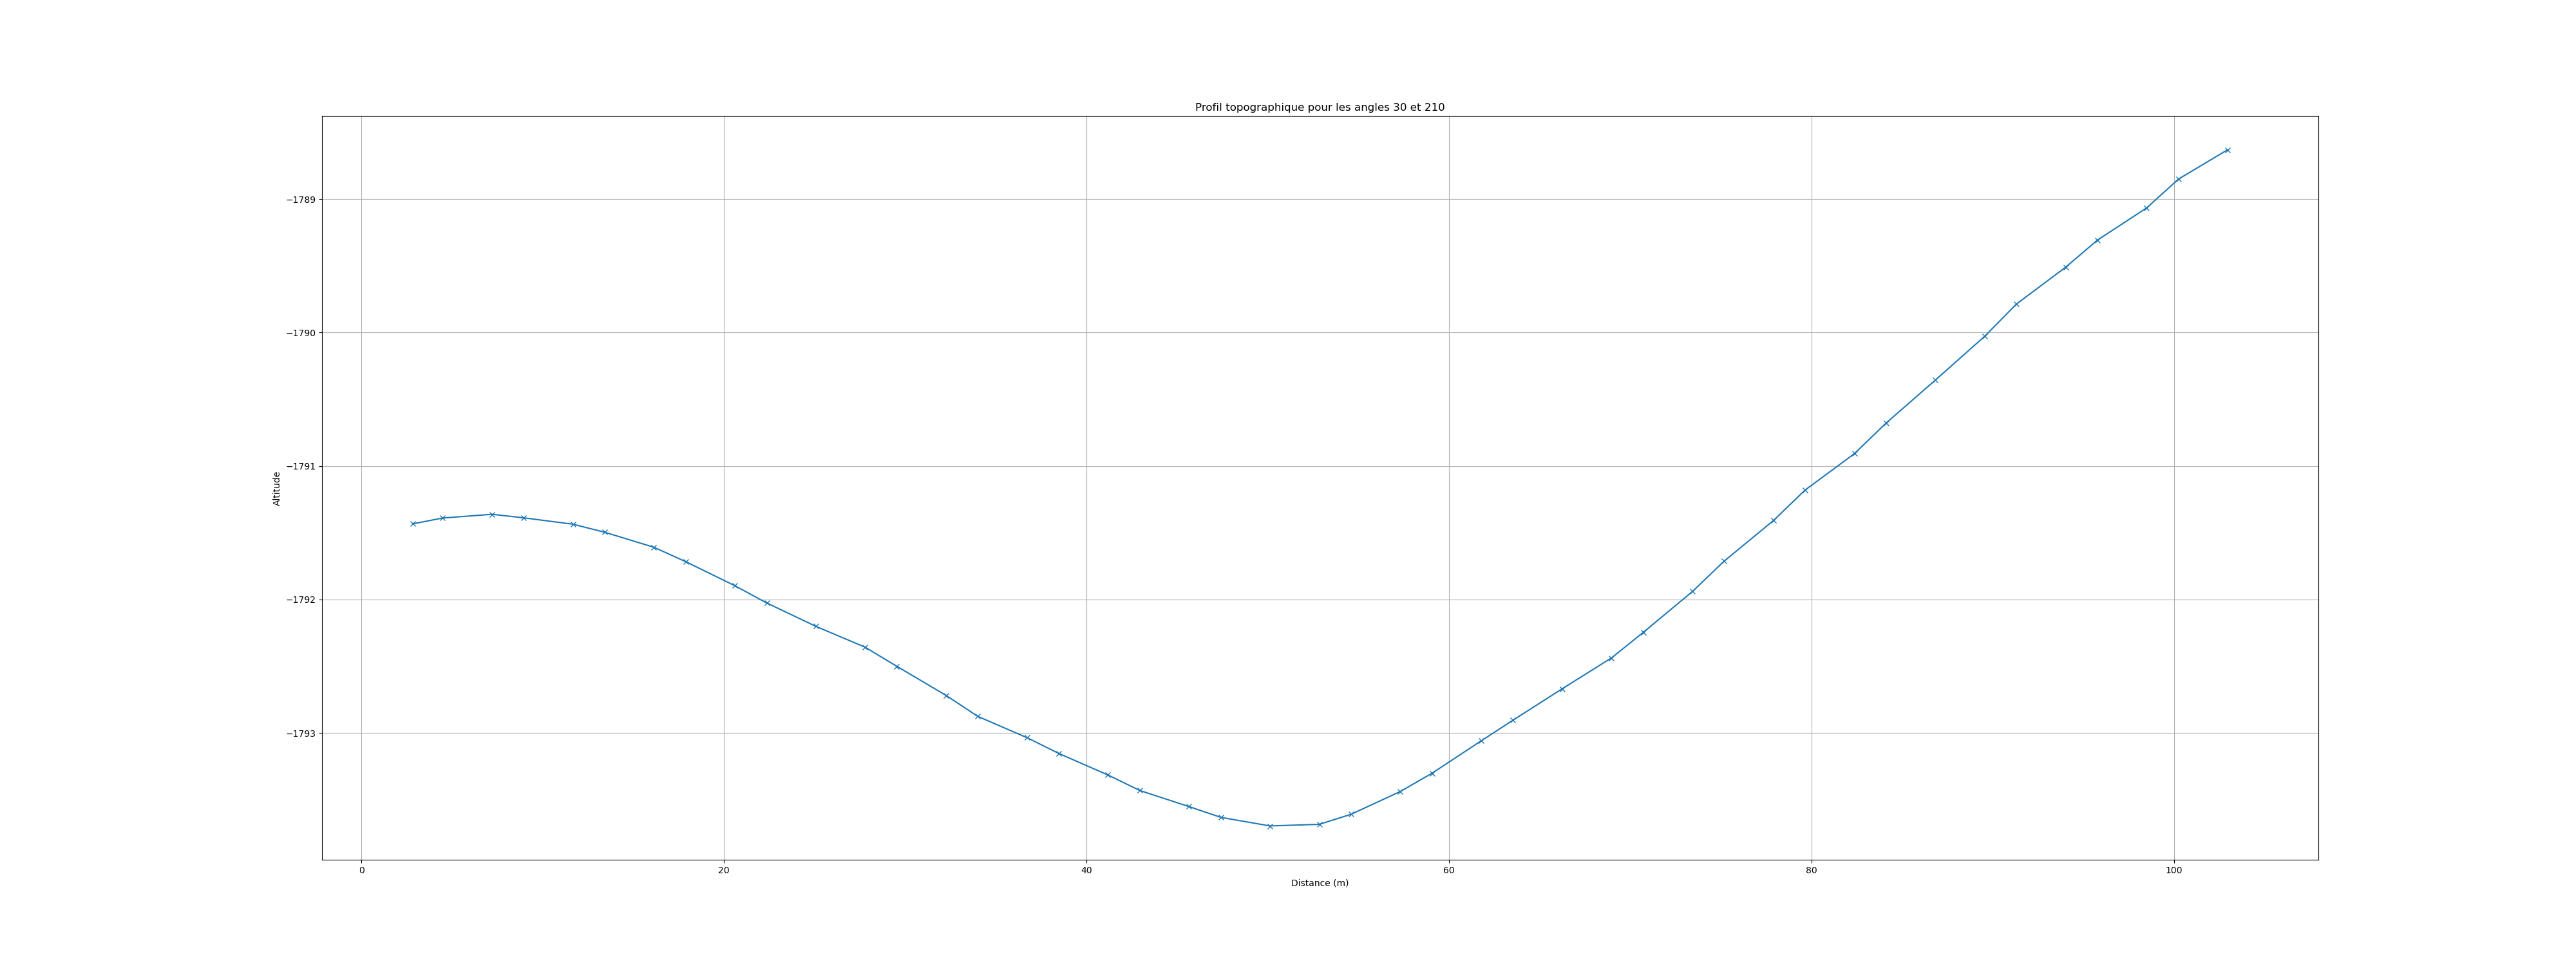 Profil topographique pour les angles 30 et 210
−1789
−1790
−1791
−1792
−1793
Altitude
0 20 40 60 80 100
Distance (m)